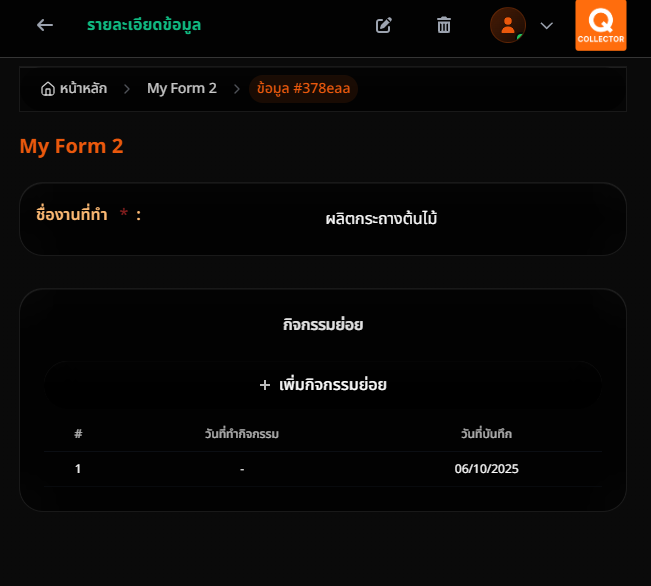 รายละเอียดข้อมูล
Q
COLLECTOR
หน้าหลัก > My Form 2 > ข้อมูล #378eaa
My Form 2
ชื่องานที่ทำ * : ผลิตกระถางต้นไม้
กิจกรรมย่อย
+ เพิ่มกิจกรรมย่อย
# วันที่ทำกิจกรรม วันที่บันทึก
1 - 06/10/2025